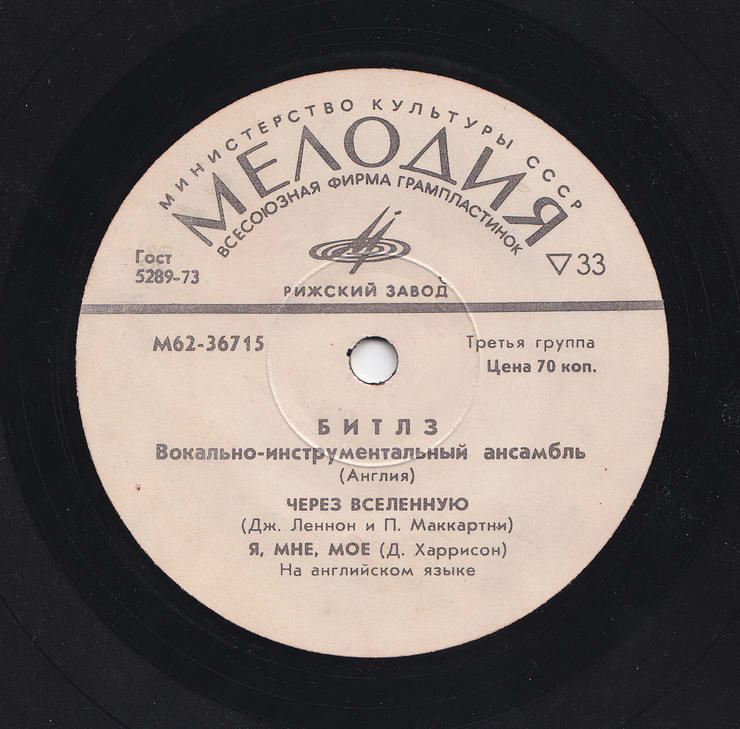 МИНИСТЕРСТВО КУЛЬТУРЫ СССР
МЕЛОДИЯ
ВСЕСОЮЗНАЯ ФИРМА ГРАМПЛАСТИНОК
Гост
5289-73
▽33
РИЖСКИЙ ЗАВОД
М62-36715
Третья группа
Цена 70 коп.
БИТЛЗ
Вокально-инструментальный ансамбль
(Англия)
ЧЕРЕЗ ВСЕЛЕННУЮ
(Дж. Леннон и П. Маккартни)
Я, МНЕ, МОЕ (Д. Харрисон)
На английском языке